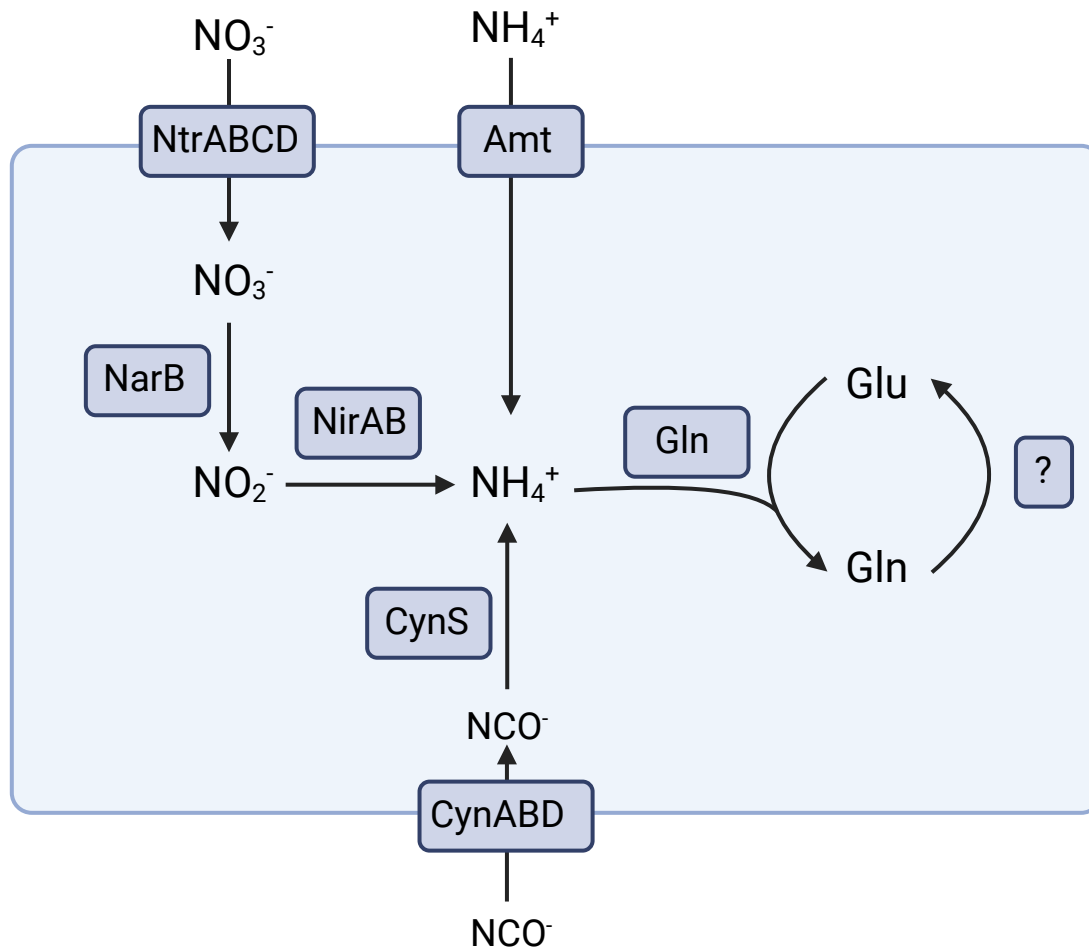 NO₃⁻
NH₄⁺
NtrABCD
Amt
NO₃⁻
NarB
NirAB
Gln
Glu
?
NO₂⁻
NH₄⁺
Gln
CynS
NCO⁻
CynABD
NCO⁻